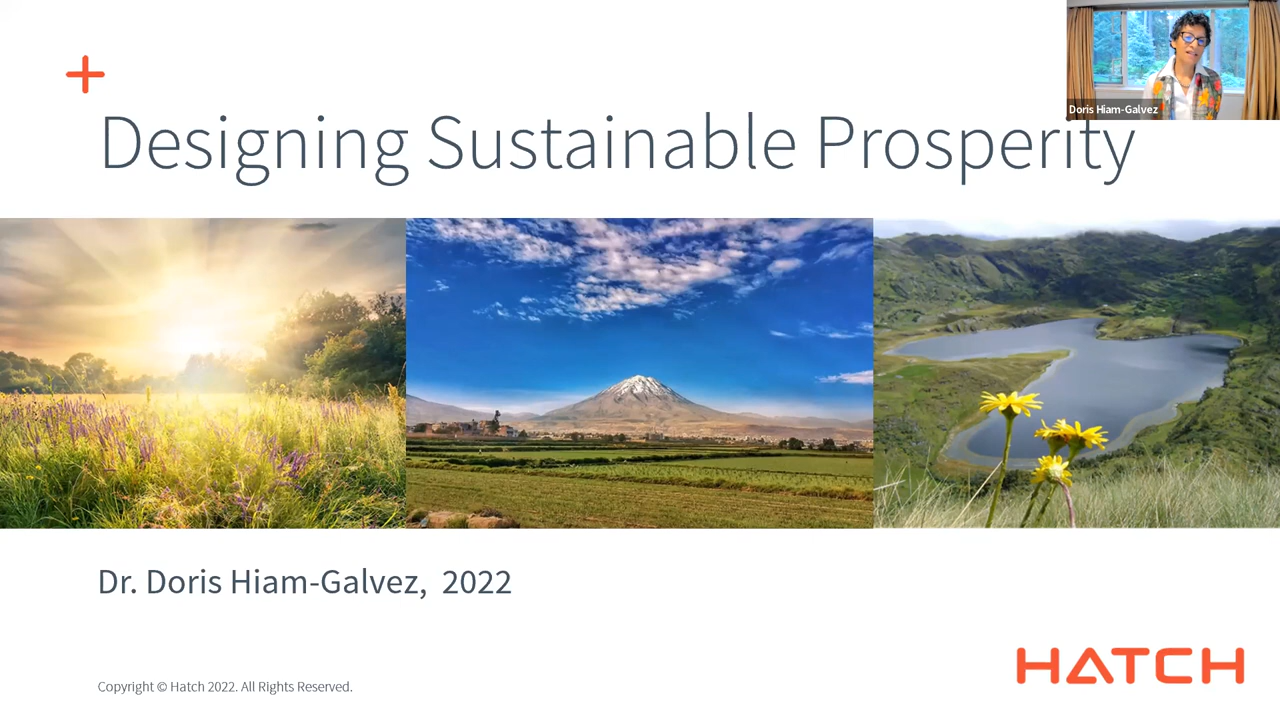 Doris Hiam-Galvez
Designing Sustainable Prosperity
Dr. Doris Hiam-Galvez, 2022
HATCH
Copyright © Hatch 2022. All Rights Reserved.